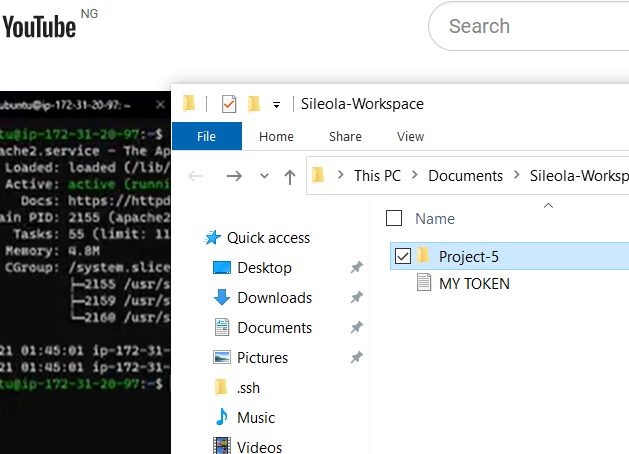 YouTube NG
Search
ubuntu@ip-172-31-20-97: ~
Sileola-Workspace
File Home Share View
This PC Documents Sileola-Worksp
Name
Quick access
Desktop
Downloads
Documents
Pictures
.ssh
Music
Videos
Project-5
MY TOKEN
tu@ip-172-31-20-97:~$
ache2.service - The Ap
Loaded: loaded (/lib/
Active: active (runni
Docs: https://httpd
ain PID: 2155 (apache2
Tasks: 55 (limit: 11
Memory: 4.8M
CGroup: /system.slice
├─2155 /usr/s
├─2159 /usr/s
└─2160 /usr/s
21 01:45:01 ip-172-31-
21 01:45:01 ip-172-31-
tu@ip-172-31-20-97:~$